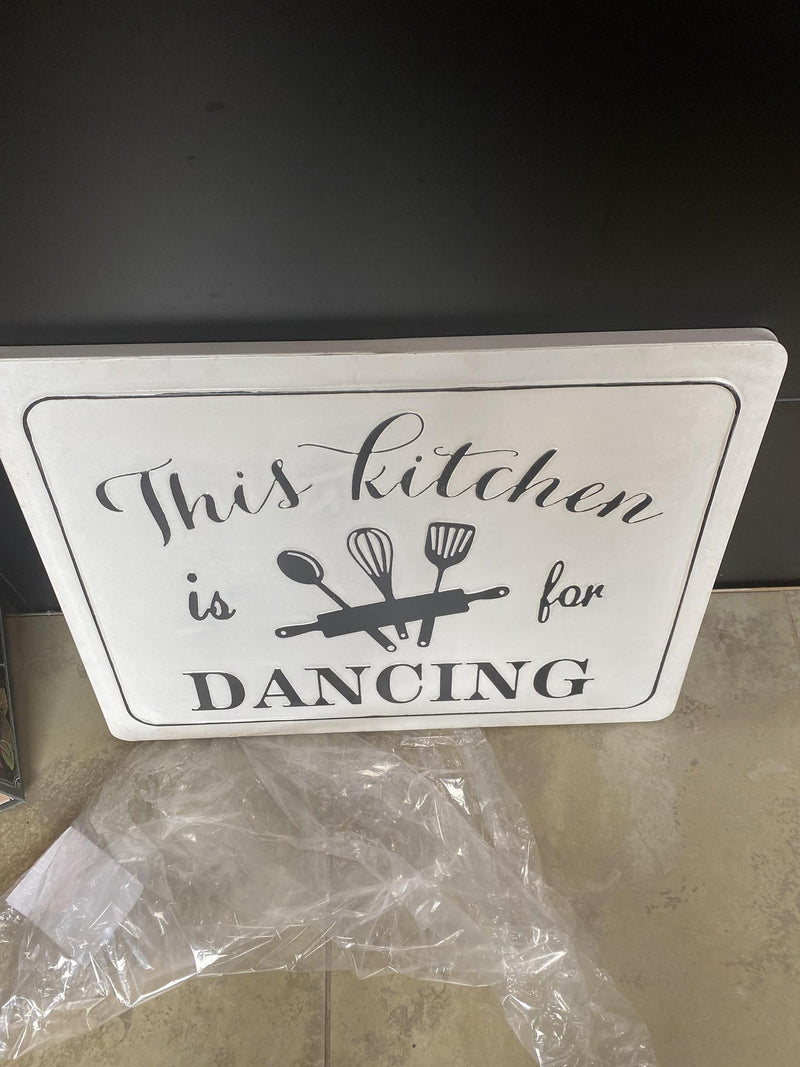 This kitchen
is for
DANCING